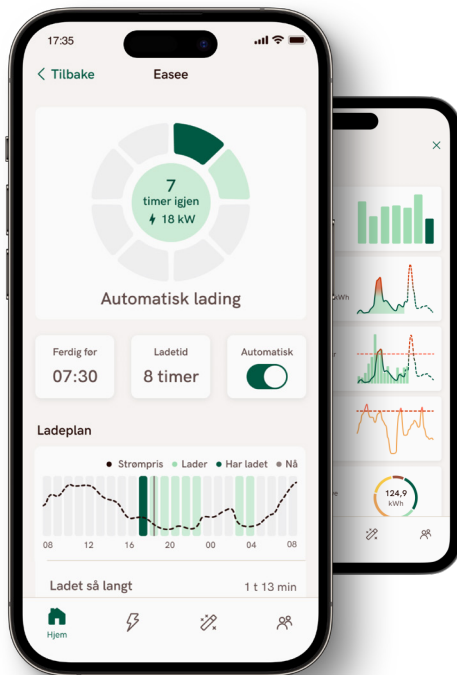 17:35
Tilbake
Easee
7
timer igjen
18 kW
Automatisk lading
Ferdig før
07:30
Ladetid
8 timer
Automatisk
Ladeplan
Strømpris
Lader
Har ladet
Nå
08 12 16 20 00 04 08
Ladet så langt
1 t 13 min
Hjem
kWh
124,9
kWh